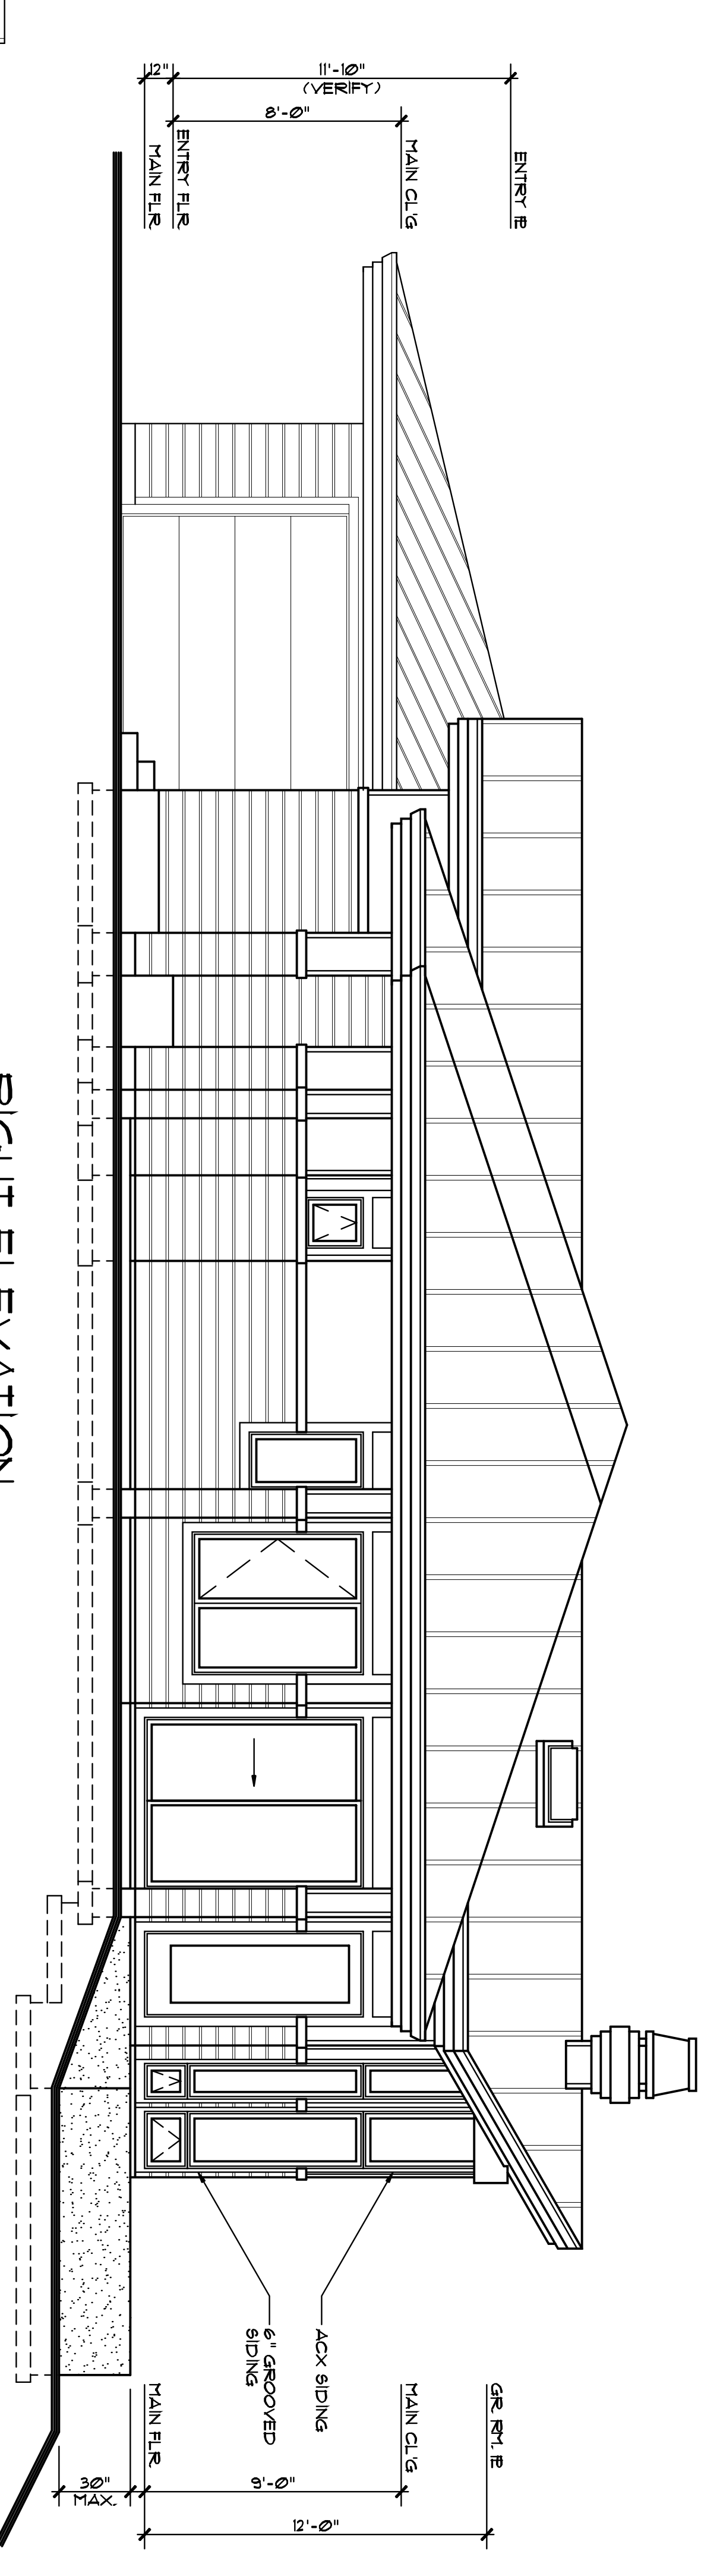 12"
11'-10"
(VERIFY)
8'-0"
MAIN FLR
ENTRY FLR
MAIN CL'G
ENTRY PL
RIGHT ELEVATION
6" GROOVED
SIDING
ACX SIDING
MAIN FLR
MAIN CL'G
GR. RM. PL
30"
MAX.
9'-0"
12'-0"